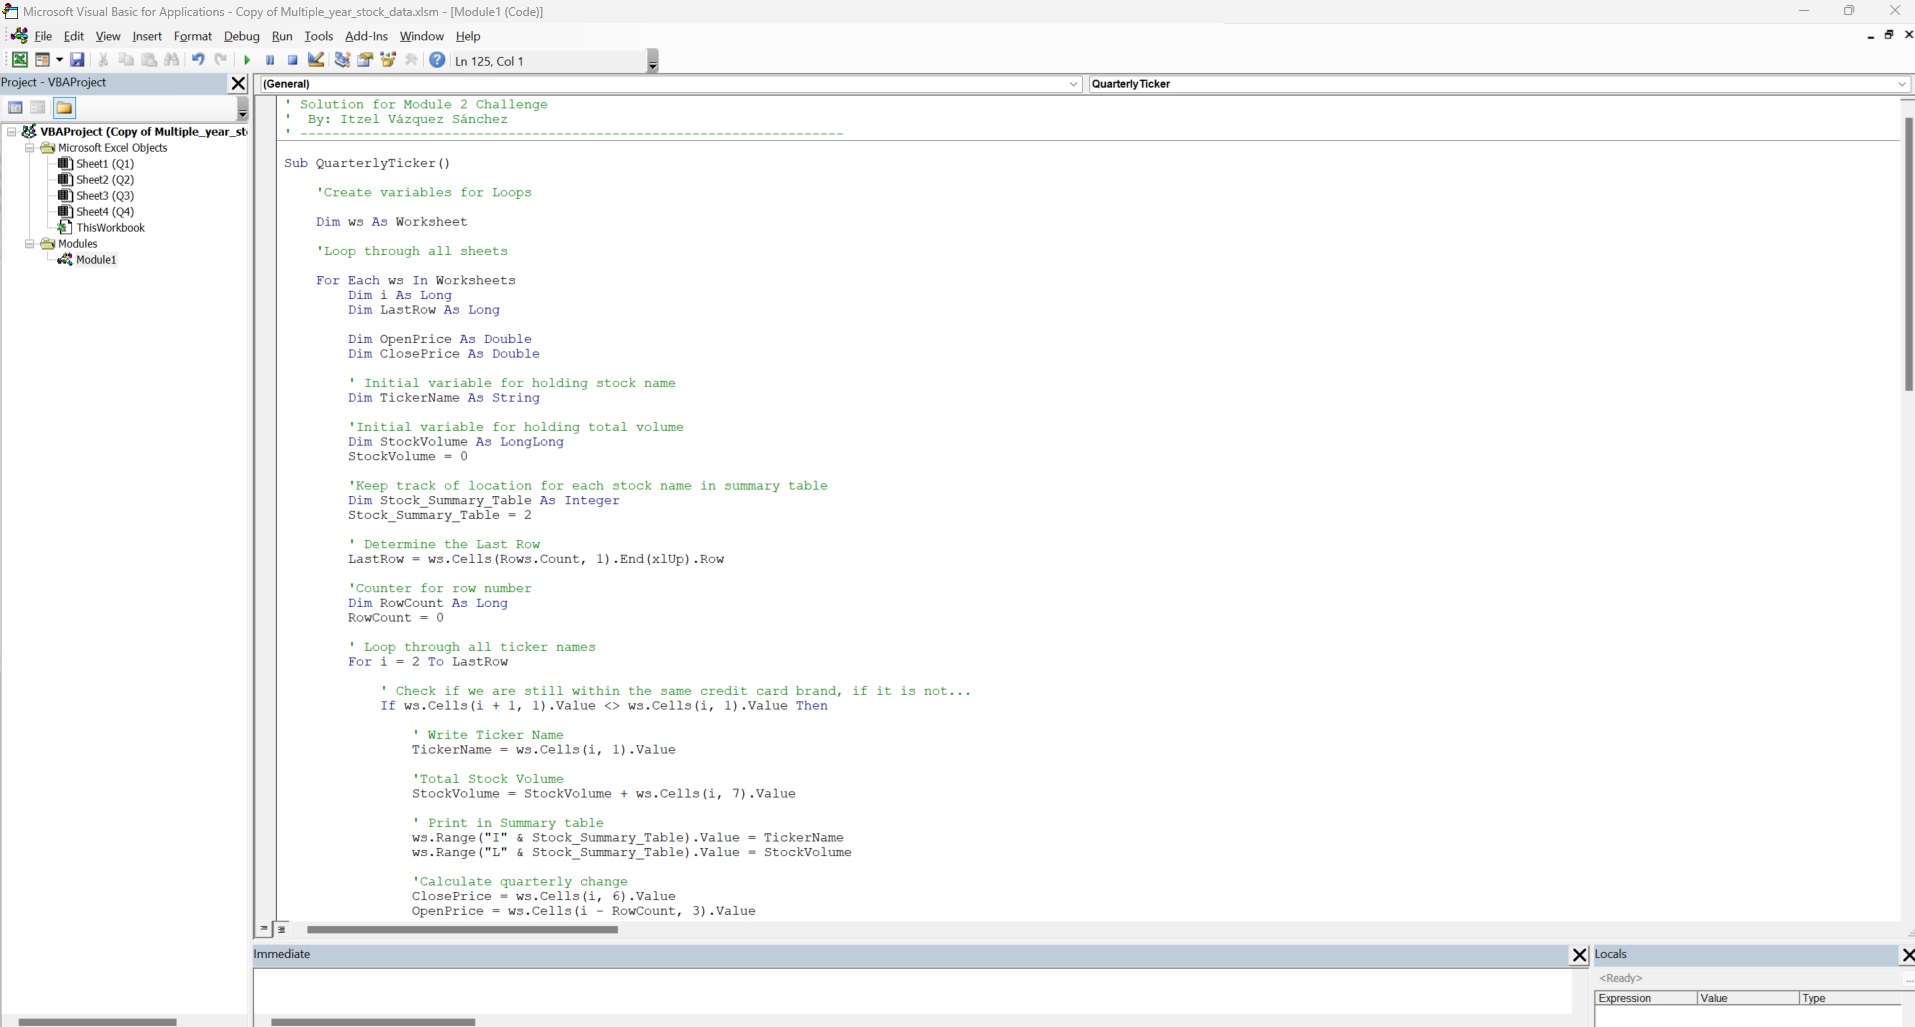 Microsoft Visual Basic for Applications - Copy of Multiple_year_stock_data.xlsm - [Module1 (Code)]
File Edit View Insert Format Debug Run Tools Add-Ins Window Help
Ln 125, Col 1
Project - VBAProject
(General)
QuarterlyTicker
VBAProject (Copy of Multiple_year_st
Microsoft Excel Objects
Sheet1 (Q1)
Sheet2 (Q2)
Sheet3 (Q3)
Sheet4 (Q4)
ThisWorkbook
Modules
Module1
' Solution for Module 2 Challenge
' By: Itzel Vázquez Sánchez
' --------------------------------------------------------------------
Sub QuarterlyTicker()
'Create variables for Loops
Dim ws As Worksheet
'Loop through all sheets
For Each ws In Worksheets
Dim i As Long
Dim LastRow As Long
Dim OpenPrice As Double
Dim ClosePrice As Double
' Initial variable for holding stock name
Dim TickerName As String
'Initial variable for holding total volume
Dim StockVolume As LongLong
StockVolume = 0
'Keep track of location for each stock name in summary table
Dim Stock_Summary_Table As Integer
Stock_Summary_Table = 2
' Determine the Last Row
LastRow = ws.Cells(Rows.Count, 1).End(xlUp).Row
'Counter for row number
Dim RowCount As Long
RowCount = 0
' Loop through all ticker names
For i = 2 To LastRow
' Check if we are still within the same credit card brand, if it is not...
If ws.Cells(i + 1, 1).Value <> ws.Cells(i, 1).Value Then
' Write Ticker Name
TickerName = ws.Cells(i, 1).Value
'Total Stock Volume
StockVolume = StockVolume + ws.Cells(i, 7).Value
' Print in Summary table
ws.Range("I" & Stock_Summary_Table).Value = TickerName
ws.Range("L" & Stock_Summary_Table).Value = StockVolume
'Calculate quarterly change
ClosePrice = ws.Cells(i, 6).Value
OpenPrice = ws.Cells(i - RowCount, 3).Value
Immediate
Locals
<Ready>
Expression Value Type